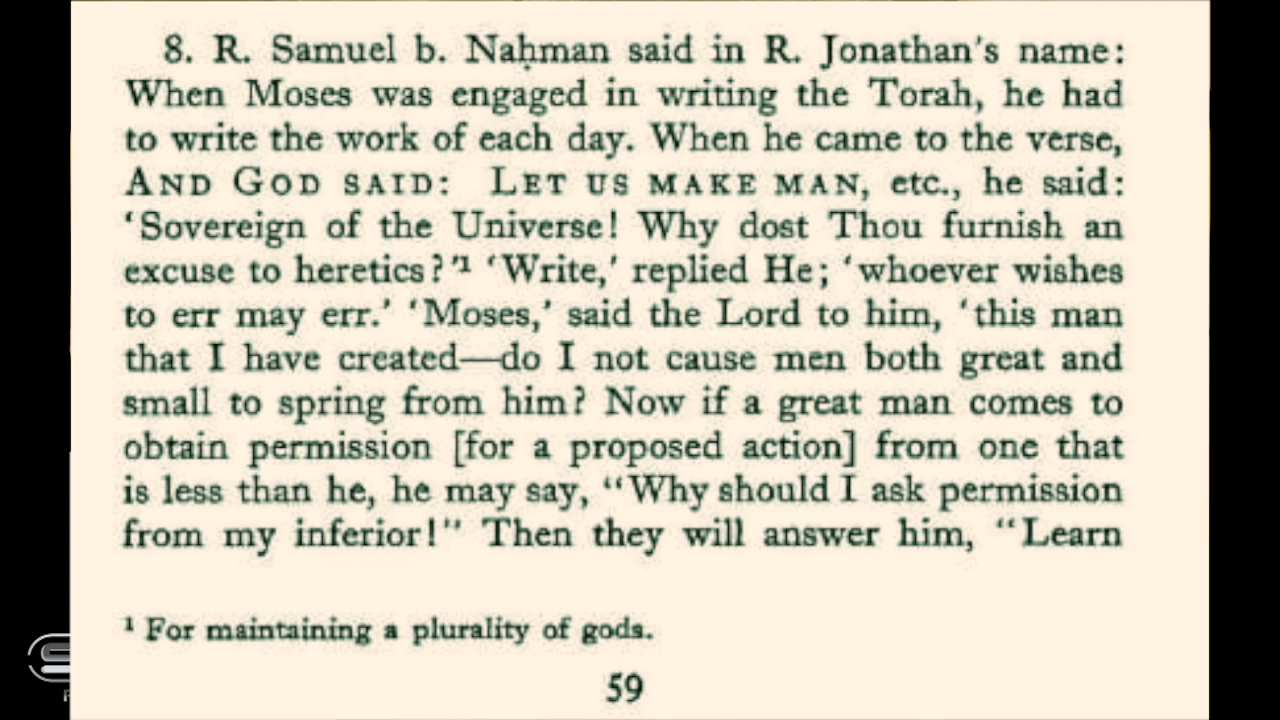 8. R. Samuel b. Naḥman said in R. Jonathan's name:
When Moses was engaged in writing the Torah, he had
to write the work of each day. When he came to the verse,
AND GOD SAID: LET US MAKE MAN, etc., he said:
'Sovereign of the Universe! Why dost Thou furnish an
excuse to heretics?'¹ 'Write,' replied He; 'whoever wishes
to err may err.' 'Moses,' said the Lord to him, 'this man
that I have created—do I not cause men both great and
small to spring from him? Now if a great man comes to
obtain permission [for a proposed action] from one that
is less than he, he may say, "Why should I ask permission
from my inferior!" Then they will answer him, "Learn
¹ For maintaining a plurality of gods.
59